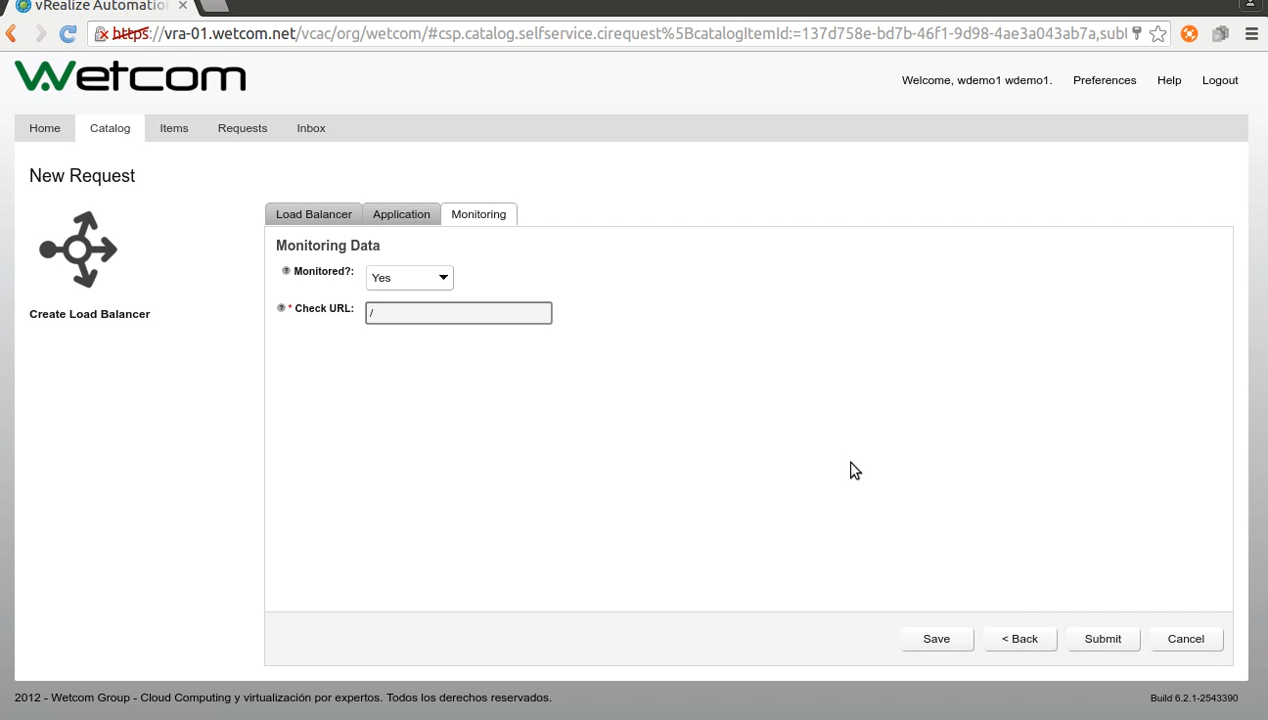 vRealize Automation
https://vra-01.wetcom.net/vcac/org/wetcom/#csp.catalog.selfservice.cirequest%5BcatalogItemId:=137d758e-bd7b-46f1-9d98-4ae3a043ab7a,subl
Wetcom
Welcome, wdemo1 wdemo1. Preferences Help Logout
Home Catalog Items Requests Inbox
New Request
Load Balancer Application Monitoring
Monitoring Data
Monitored?: Yes
* Check URL: /
Create Load Balancer
Save < Back Submit Cancel
2012 - Wetcom Group - Cloud Computing y virtualización por expertos. Todos los derechos reservados. Build 6.2.1-2543390